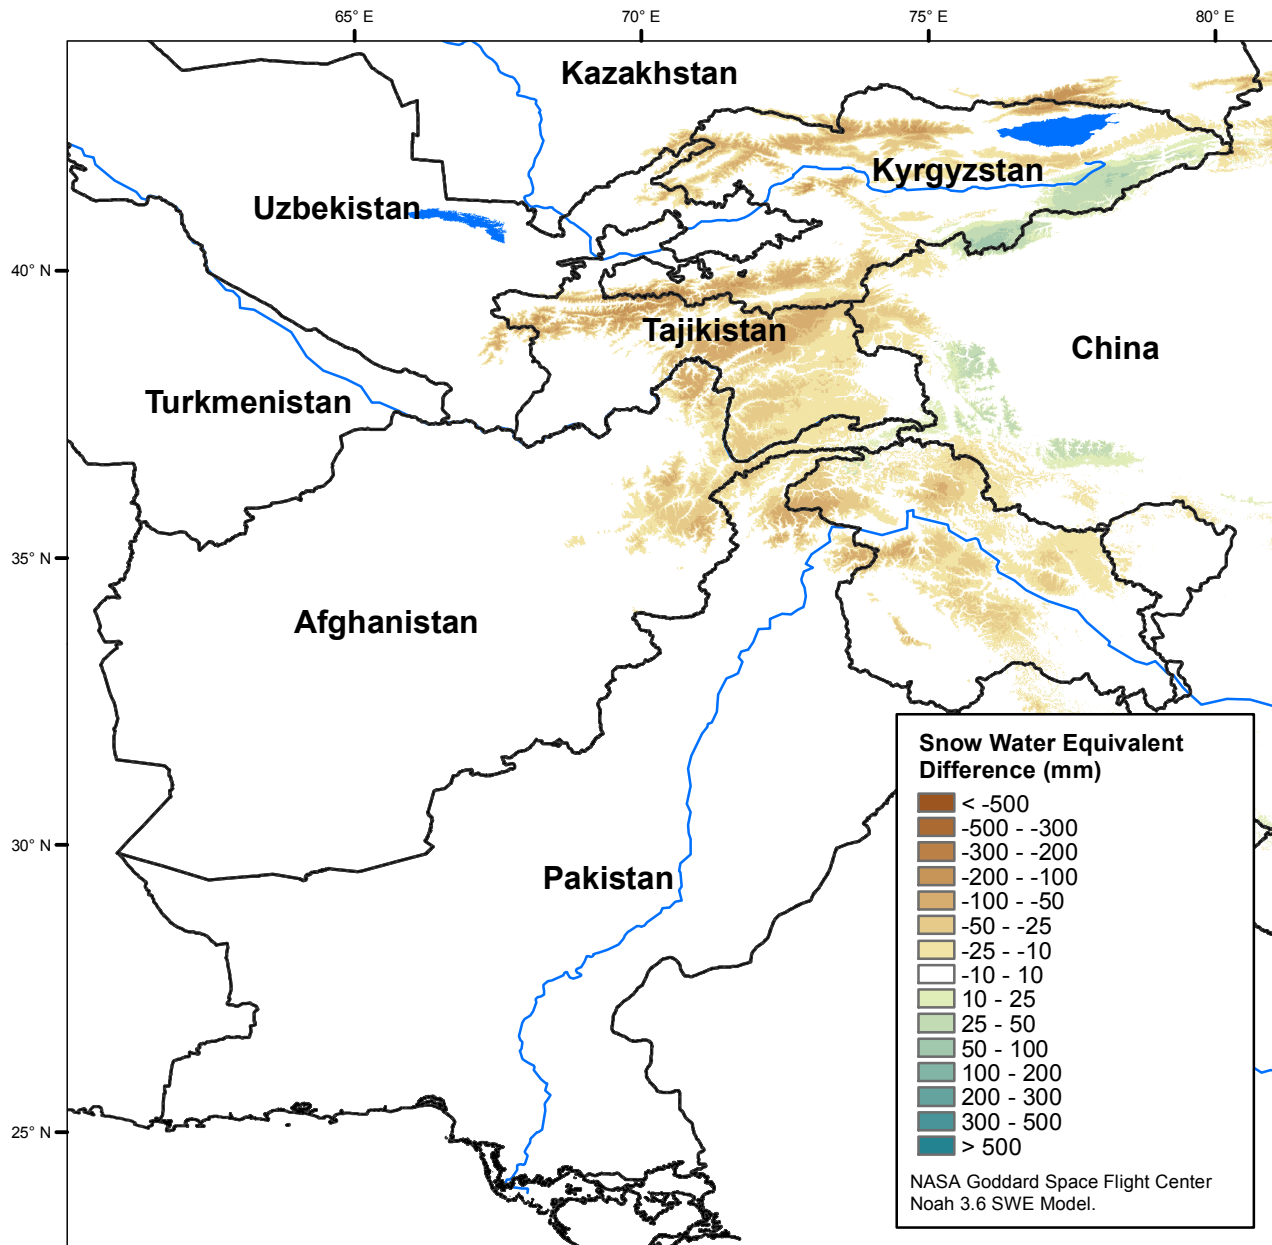 65° E
70° E
75° E
80° E
Kazakhstan
Kyrgyzstan
Uzbekistan
40° N
Tajikistan
China
Turkmenistan
35° N
Afghanistan
Snow Water Equivalent
Difference (mm)
< -500
-500 - -300
-300 - -200
-200 - -100
-100 - -50
-50 - -25
-25 - -10
-10 - 10
10 - 25
25 - 50
50 - 100
100 - 200
200 - 300
300 - 500
> 500
NASA Goddard Space Flight Center
Noah 3.6 SWE Model.
30° N
Pakistan
25° N